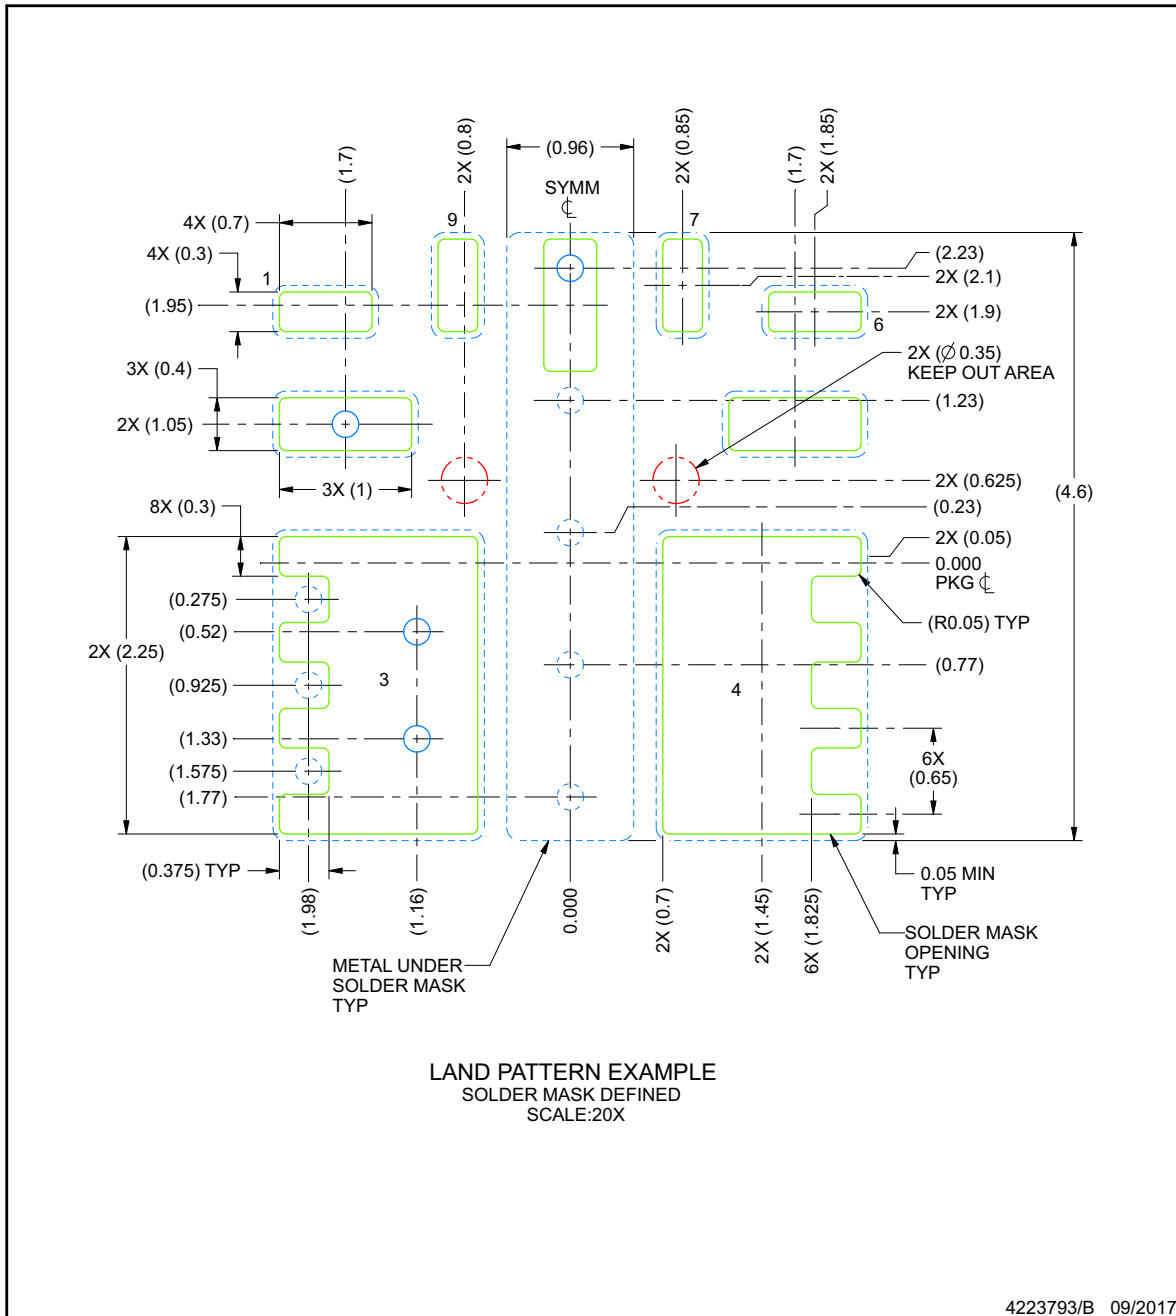 (1.7)
2X (0.8)
(0.96)
2X (0.85)
(1.7)
2X (1.85)
SYMM
℄
4X (0.7)
9
7
4X (0.3)
1
(2.23)
2X (2.1)
(1.95)
2X (1.9)
6
3X (0.4)
2X (Ø 0.35)
KEEP OUT AREA
(1.23)
2X (1.05)
3X (1)
2X (0.625)
(4.6)
8X (0.3)
(0.23)
2X (0.05)
0.000
PKG ℄
(0.275)
(R0.05) TYP
(0.52)
2X (2.25)
(0.77)
3
4
(0.925)
(1.33)
6X
(0.65)
(1.575)
(1.77)
(0.375) TYP
0.05 MIN
TYP
(1.98)
(1.16)
0.000
2X (0.7)
2X (1.45)
6X (1.825)
SOLDER MASK
OPENING
TYP
METAL UNDER
SOLDER MASK
TYP
LAND PATTERN EXAMPLE
SOLDER MASK DEFINED
SCALE:20X
4223793/B 09/2017